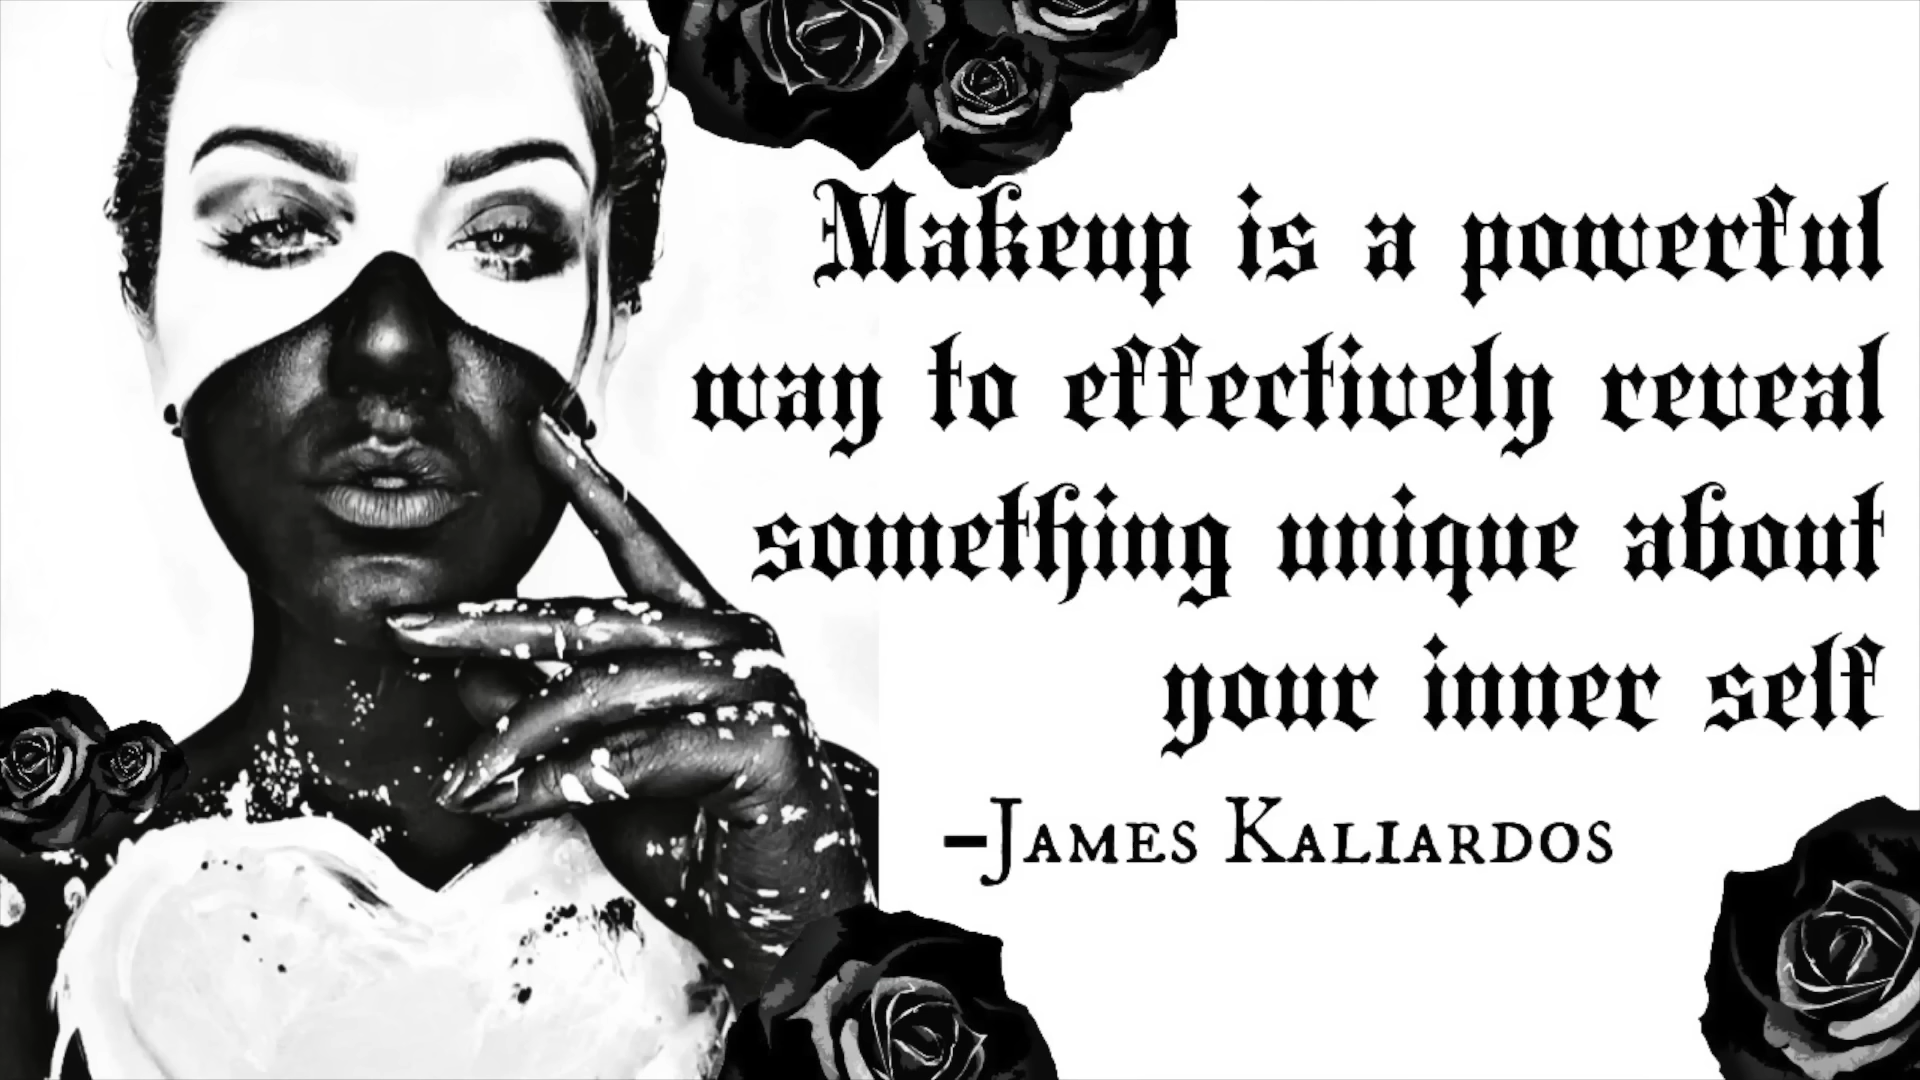 Makeup is a powerful
way to effectively reveal
something unique about
your inner self
-James Kaliardos